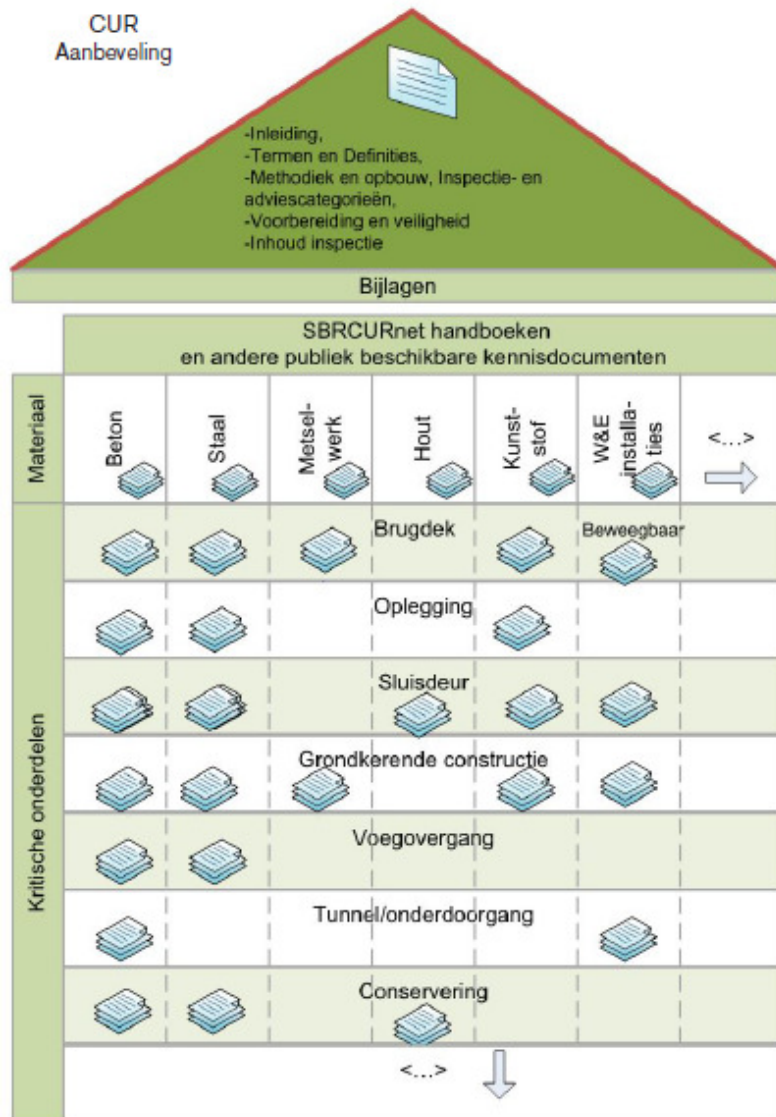 CUR
Aanbeveling
-Inleiding,
-Termen en Definities,
-Methodiek en opbouw, Inspectie- en
adviescategorieën,
-Voorbereiding en veiligheid
-Inhoud inspectie
Bijlagen
SBRCURnet handboeken
en andere publiek beschikbare kennisdocumenten
Materiaal
Beton
Staal
Metsel-
werk
Hout
Kunst-
stof
W&E
installa-
ties
<...>
Kritische onderdelen
Brugdek
Beweegbaar
Oplegging
Sluisdeur
Grondkerende constructie
Voegovergang
Tunnel/onderdoorgang
Conservering
<...>